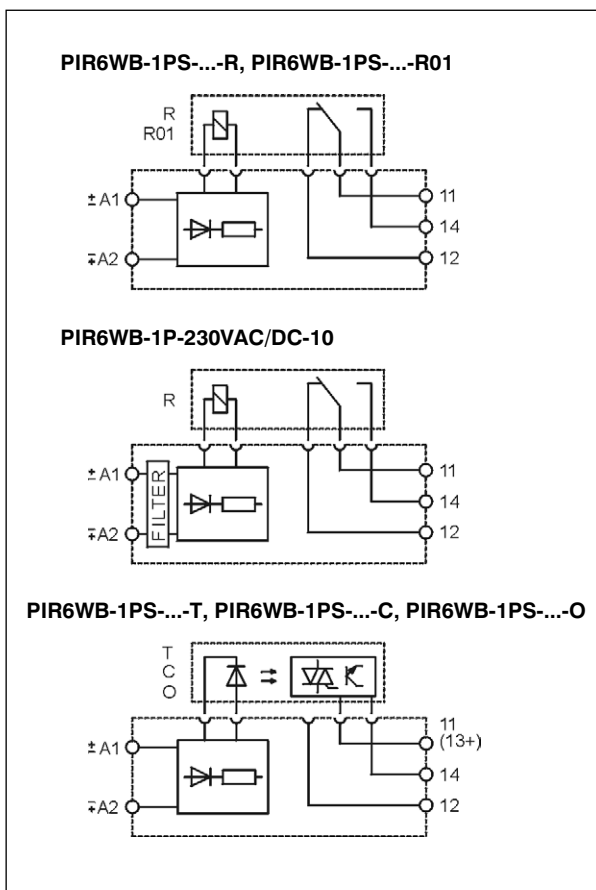 PIR6WB-1PS-...-R, PIR6WB-1PS-...-R01
R
R01
± A1
∓ A2
11
14
12
PIR6WB-1P-230VAC/DC-10
R
± A1
∓ A2
FILTER
11
14
12
PIR6WB-1PS-...-T, PIR6WB-1PS-...-C, PIR6WB-1PS-...-O
T
C
O
± A1
∓ A2
11
(13+)
14
12